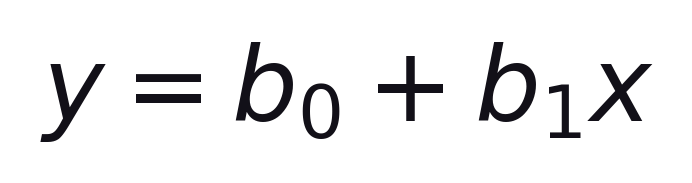 y = b₀ + b₁x